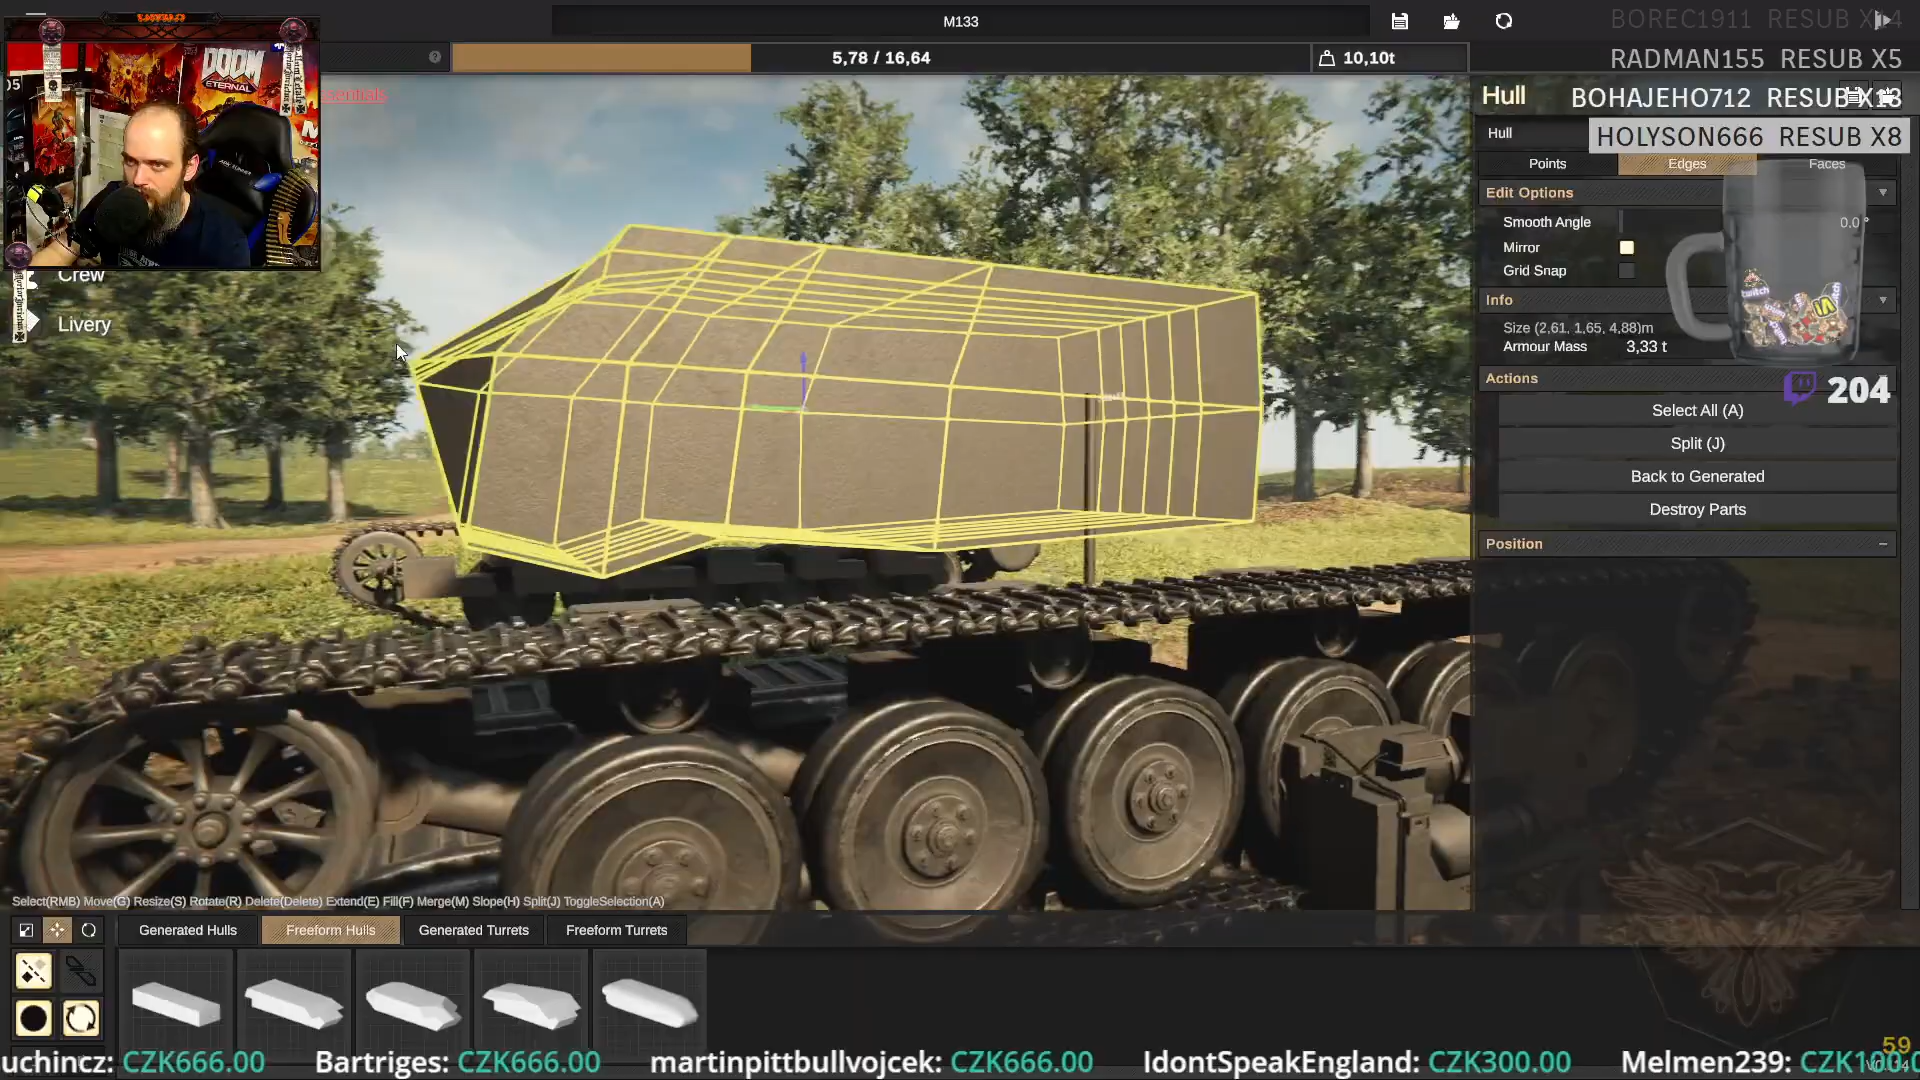 M133
BOREC1911 RESUB X14
5,78 / 16,64
10,10t
RADMAN155 RESUB X5
DOOM
ETERNAL
Hull
BOHAJEHO712 RESUB X13
Hull
HOLYSON666 RESUB X8
Points
Edges
Faces
Edit Options
Smooth Angle
0.0 °
Mirror
Grid Snap
Crew
Info
Livery
Size (2,61, 1,65, 4,88)m
Armour Mass
3,33 t
Actions
204
Select All (A)
Split (J)
Back to Generated
Destroy Parts
Position
Select(RMB) Move(G) Resize(S) Rotate(R) Delete(Delete) Extend(E) Fill(F) Merge(M) Slope(H) Split(J) ToggleSelection(A)
Generated Hulls
Freeform Hulls
Generated Turrets
Freeform Turrets
59
uchincz: CZK666.00 Bartriges: CZK666.00 martinpittbullvojcek: CZK666.00 IdontSpeakEngland: CZK300.00 Melmen239: